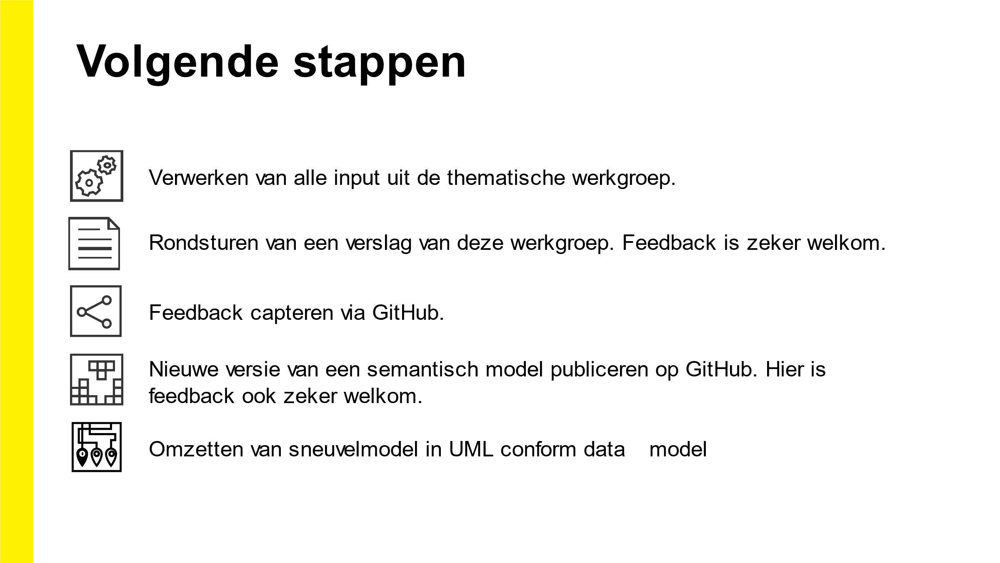 Volgende stappen
Verwerken van alle input uit de thematische werkgroep.
Rondsturen van een verslag van deze werkgroep. Feedback is zeker welkom.
Feedback capteren via GitHub.
Nieuwe versie van een semantisch model publiceren op GitHub. Hier is
feedback ook zeker welkom.
Omzetten van sneuvelmodel in UML conform data model